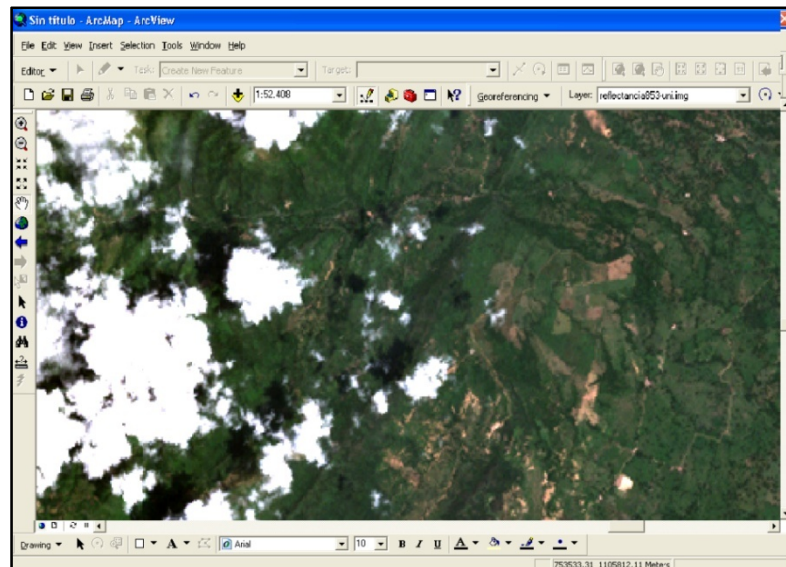 Sin título - ArcMap - ArcView
File Edit View Insert Selection Tools Window Help
Editor Task: Create New Feature Target:
1:52.408 Georeferencing Layer: reflectancia853-uni.img
Drawing A Arial 10 B I U A
753533.31 1105812.11 Meters